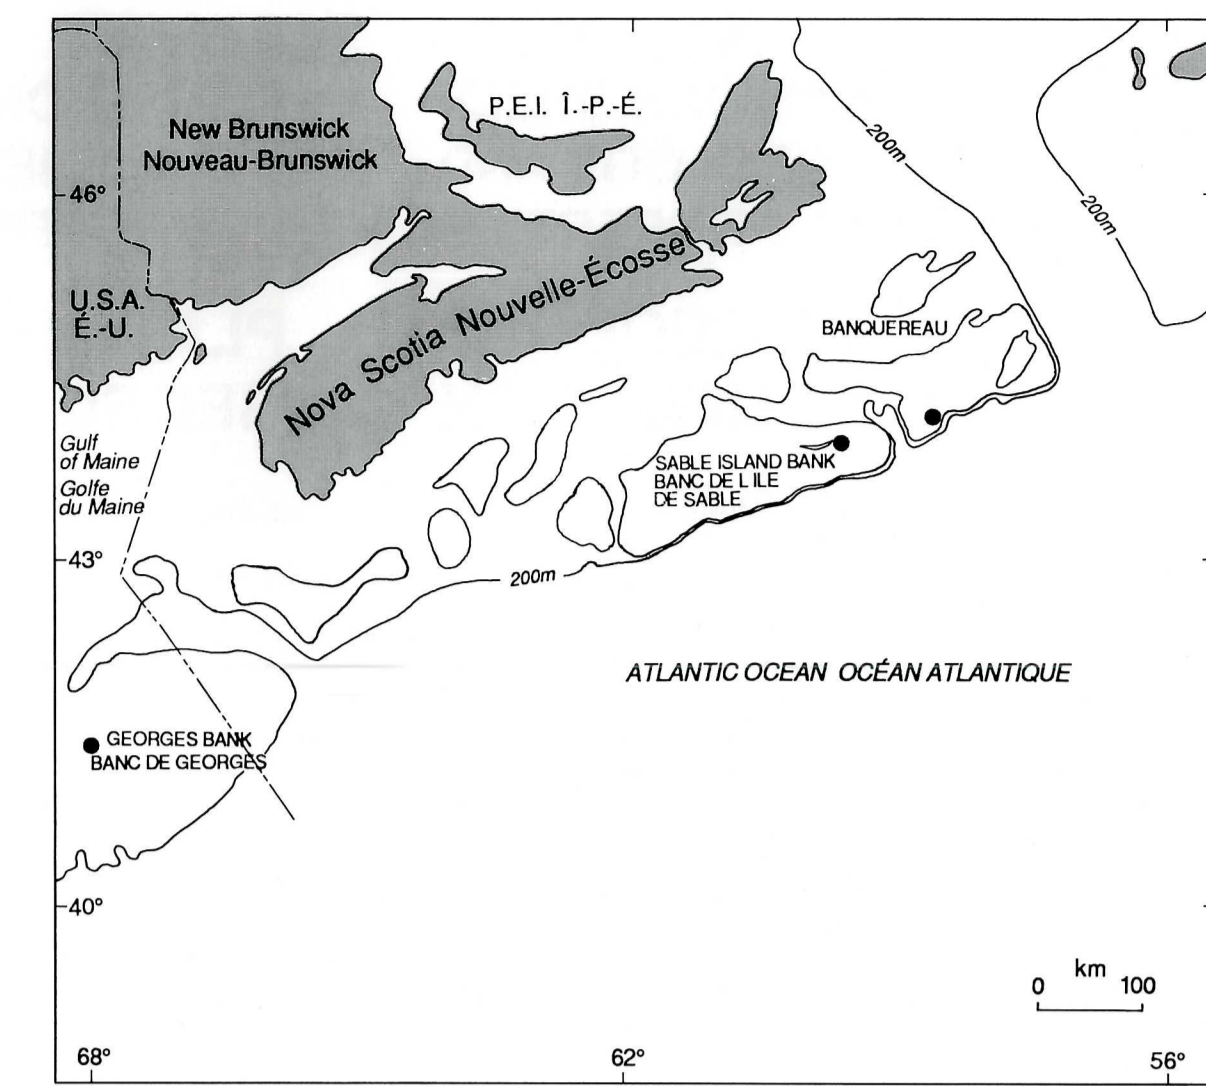 P.E.I. Î.-P.-É.
New Brunswick
Nouveau-Brunswick
200m
46°
200m
Nova Scotia Nouvelle-Écosse
U.S.A.
É.-U.
BANQUEREAU
Gulf
of Maine
Golfe
du Maine
SABLE ISLAND BANK
BANC DE L ILE
DE SABLE
43°
200m
ATLANTIC OCEAN OCÉAN ATLANTIQUE
GEORGES BANK
BANC DE GEORGES
40°
km
0 100
68° 62° 56°